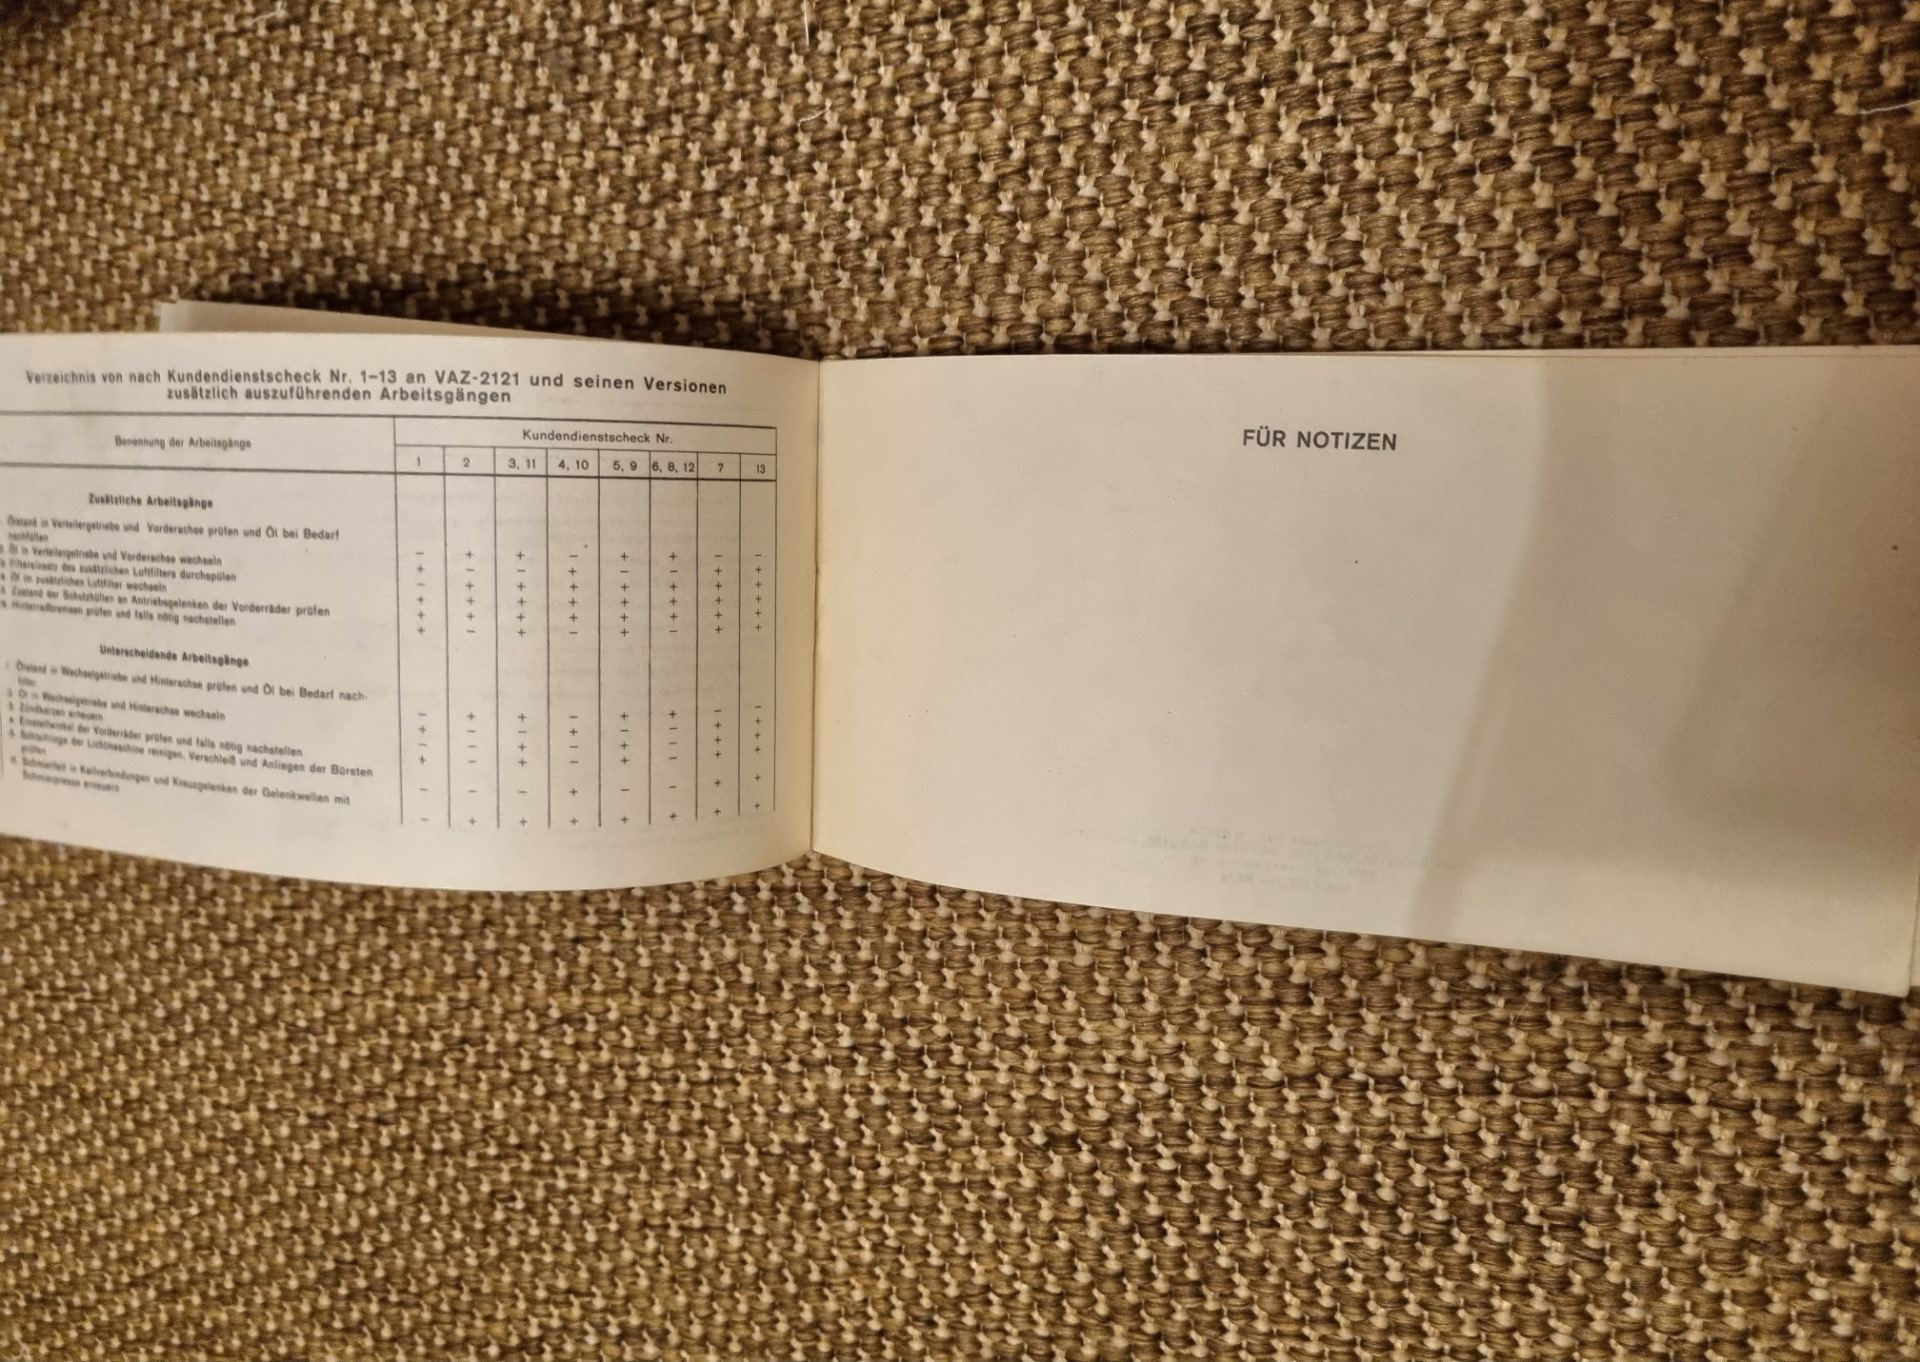 Verzeichnis von nach Kundendienstscheck Nr. 1–13 an VAZ-2121 und seinen Versionen
zusätzlich auszuführenden Arbeitsgängen
Benennung der Arbeitsgänge
Kundendienstscheck Nr.
1 2 3, 11 4, 10 5, 9 6, 8, 12 7 13
Zusätzliche Arbeitsgänge
Ölstand in Verteilergetriebe und Vorderachse prüfen und Öl bei Bedarf
nachfüllen
– + + – + + – –
Öl in Verteilergetriebe und Vorderachse wechseln
+ – – + – – + +
Filtereinsatz des zusätzlichen Luftfilters durchspülen
– + + + + + + +
Öl im zusätzlichen Luftfilter wechseln
+ + + + + + + +
Zustand der Schutzhüllen an Antriebsgelenken der Vorderräder prüfen
+ + + + + + + +
Hinterradbremsen prüfen und falls nötig nachstellen
+ – + – + – + +
Unterscheidende Arbeitsgänge
Ölstand in Wechselgetriebe und Hinterachse prüfen und Öl bei Bedarf nach-
– + + – + + – –
Öl in Wechselgetriebe und Hinterachse wechseln
+ – – + – – + +
Zündkerzen erneuern
– – + – + – + +
Einstellwinkel der Vorderräder prüfen und falls nötig nachstellen
+ – + – + – + +
Schleifringe der Lichtmaschine reinigen, Verschleiß und Anliegen der Bürsten
prüfen
– – – + – – + +
Schmierfett in Keilverbindungen und Kreuzgelenken der Gelenkwellen mit
Schmierpresse erneuern
– + + + + + + +
FÜR NOTIZEN